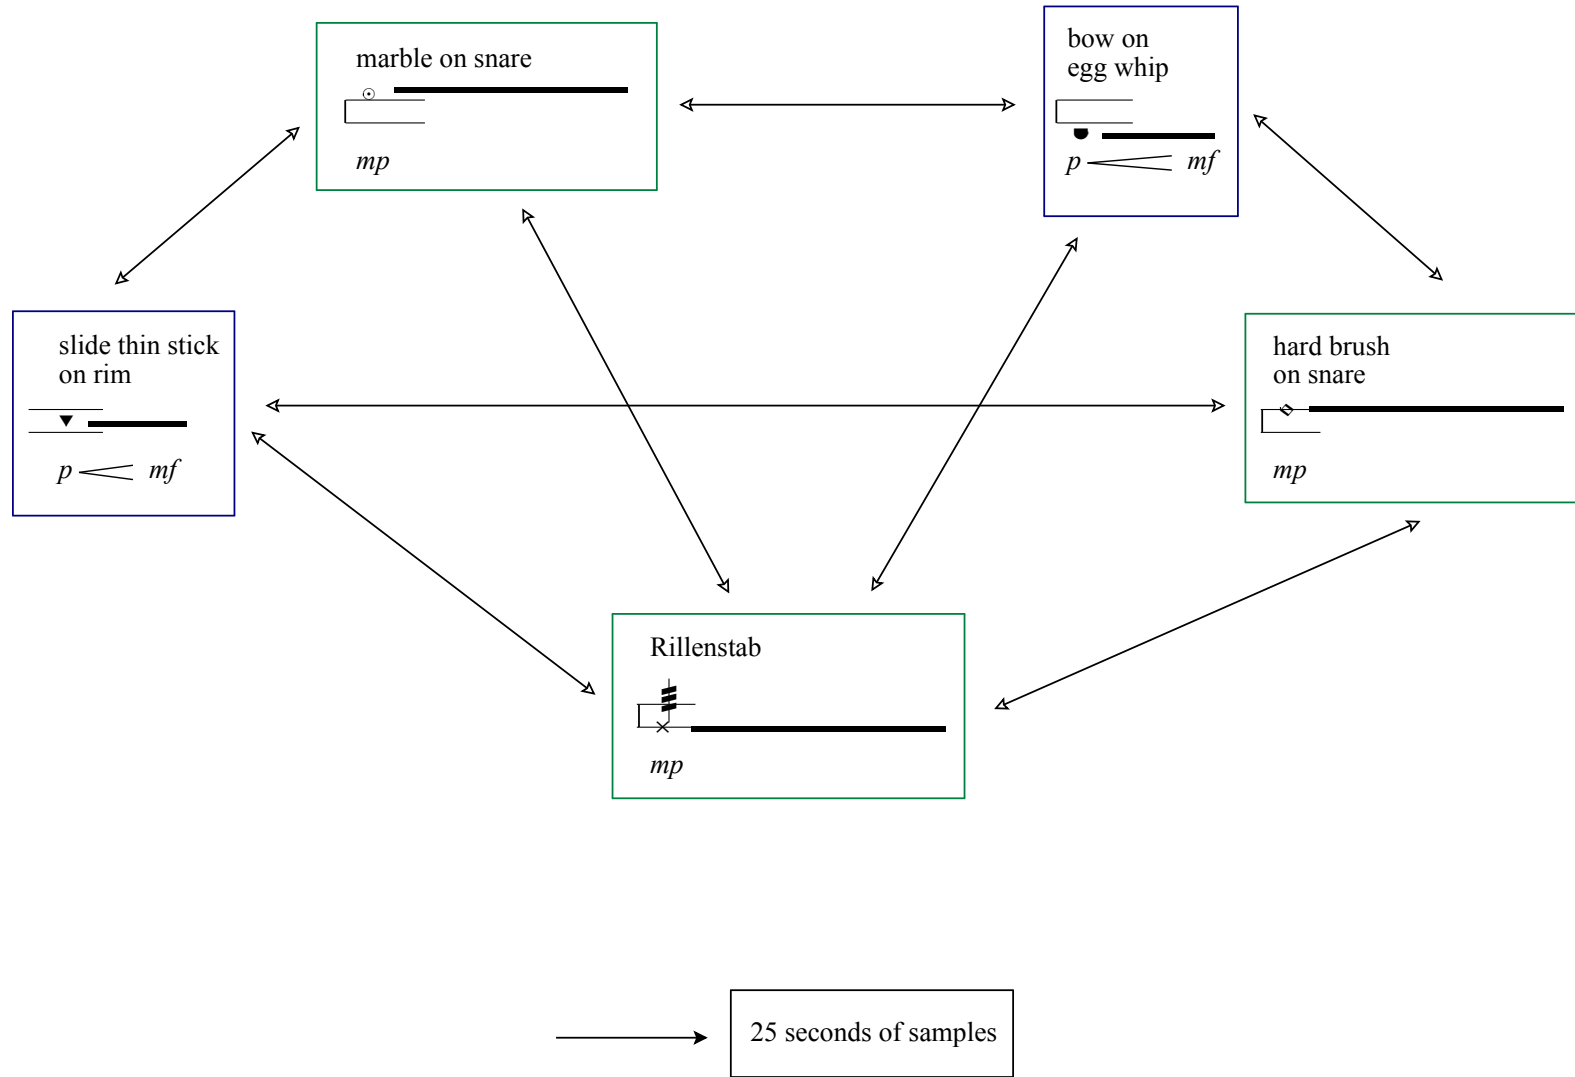 marble on snare
mp
bow on
egg whip
p mf
slide thin stick
on rim
p mf
hard brush
on snare
mp
Rillenstab
mp
25 seconds of samples